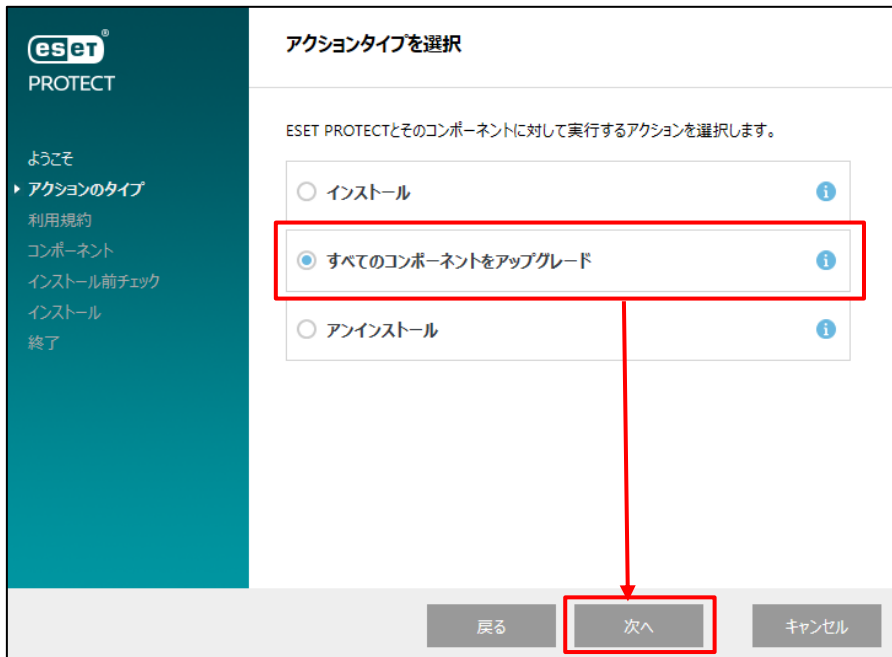 eset®
PROTECT
ようこそ
アクションのタイプ
利用規約
コンポーネント
インストール前チェック
インストール
終了
アクションタイプを選択
ESET PROTECTとそのコンポーネントに対して実行するアクションを選択します。
インストール
すべてのコンポーネントをアップグレード
アンインストール
戻る
次へ
キャンセル